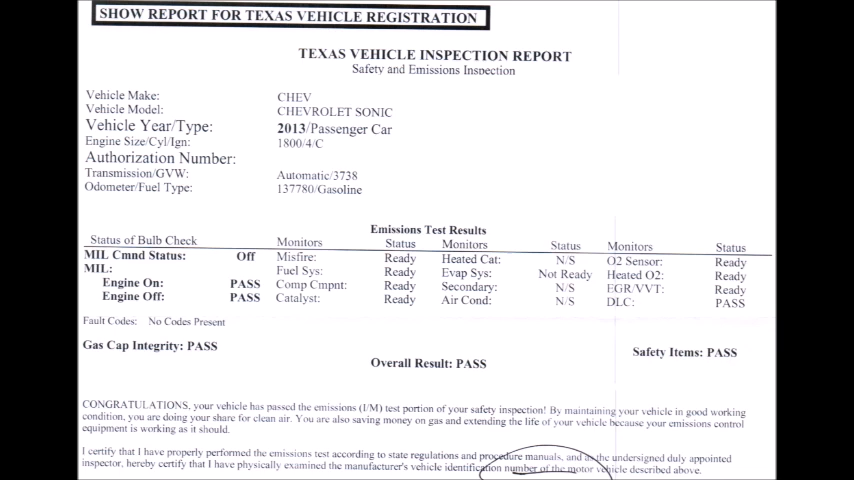 SHOW REPORT FOR TEXAS VEHICLE REGISTRATION
TEXAS VEHICLE INSPECTION REPORT
Safety and Emissions Inspection
Vehicle Make: CHEV
Vehicle Model: CHEVROLET SONIC
Vehicle Year/Type: 2013/Passenger Car
Engine Size/Cyl/Ign: 1800/4/C
Authorization Number:
Transmission/GVW: Automatic/3738
Odometer/Fuel Type: 137780/Gasoline
Emissions Test Results
Status of Bulb Check Monitors Status Monitors Status Monitors Status
MIL Cmnd Status: Off Misfire: Ready Heated Cat: N/S O2 Sensor: Ready
MIL: Fuel Sys: Ready Evap Sys: Not Ready Heated O2: Ready
Engine On: PASS Comp Cmpnt: Ready Secondary: N/S EGR/VVT: Ready
Engine Off: PASS Catalyst: Ready Air Cond: N/S DLC: PASS
Fault Codes: No Codes Present
Gas Cap Integrity: PASS Safety Items: PASS
Overall Result: PASS
CONGRATULATIONS, your vehicle has passed the emissions (I/M) test portion of your safety inspection! By maintaining your vehicle in good working
condition, you are doing your share for clean air. You are also saving money on gas and extending the life of your vehicle because your emissions control
equipment is working as it should.
I certify that I have properly performed the emissions test according to state regulations and procedure manuals, and as the undersigned duly appointed
inspector, hereby certify that I have physically examined the manufacturer's vehicle identification number of the motor vehicle described above.